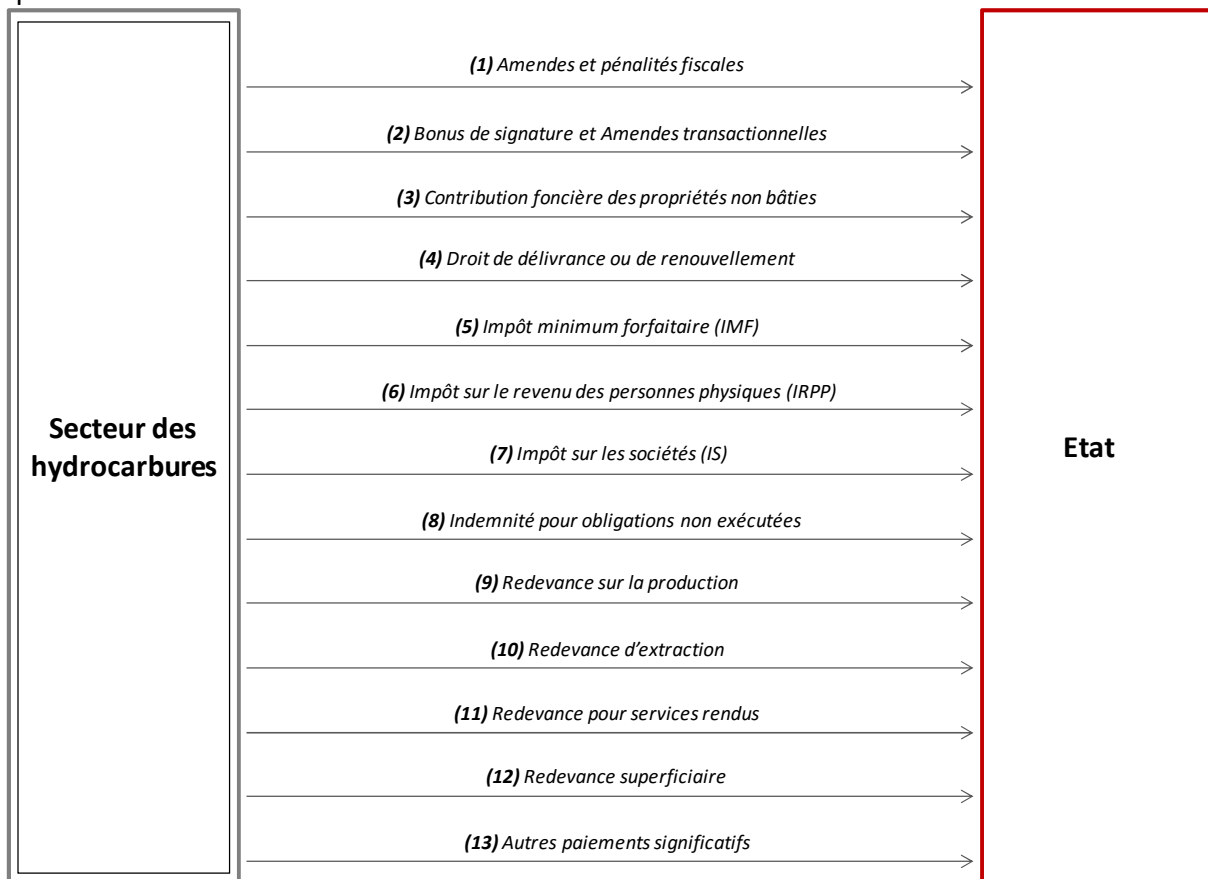 (1) Amendes et pénalités fiscales
(2) Bonus de signature et Amendes transactionnelles
(3) Contribution foncière des propriétés non bâties
(4) Droit de délivrance ou de renouvellement
(5) Impôt minimum forfaitaire (IMF)
(6) Impôt sur le revenu des personnes physiques (IRPP)
Secteur des
hydrocarbures
(7) Impôt sur les sociétés (IS)
Etat
(8) Indemnité pour obligations non exécutées
(9) Redevance sur la production
(10) Redevance d’extraction
(11) Redevance pour services rendus
(12) Redevance superficiaire
(13) Autres paiements significatifs